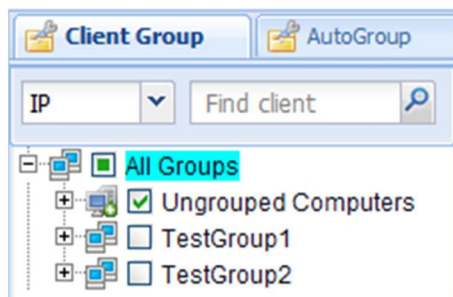 Client Group AutoGroup
IP Find client
All Groups
Ungrouped Computers
TestGroup1
TestGroup2